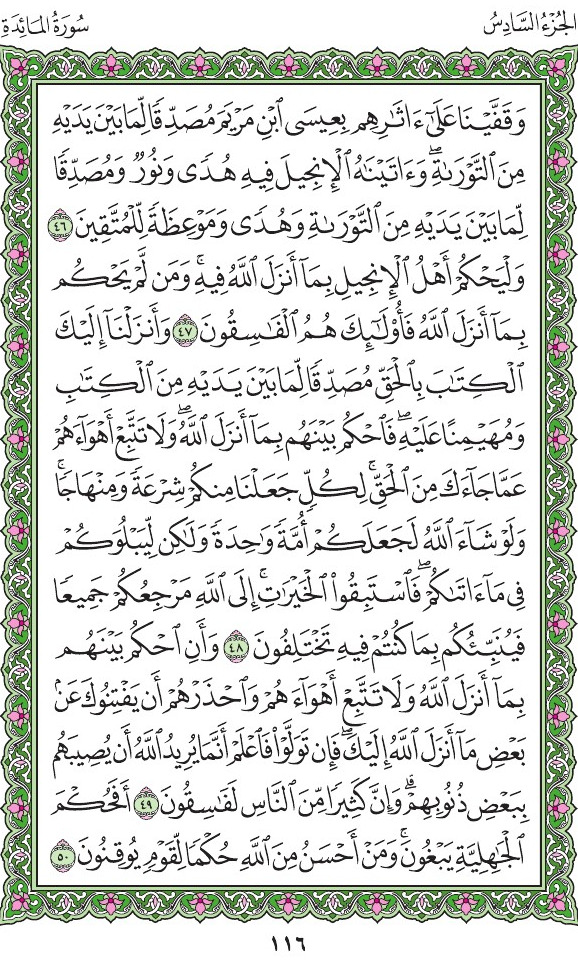 الجُزْءُ السَّادِسُ
سُورَةُ المَائِدَةِ
وَقَفَّيْنَا عَلَىٰٓ ءَاثَٰرِهِم بِعِيسَى ٱبْنِ مَرْيَمَ مُصَدِّقًا لِّمَا بَيْنَ يَدَيْهِ
مِنَ ٱلتَّوْرَىٰةِۖ وَءَاتَيْنَٰهُ ٱلْإِنجِيلَ فِيهِ هُدًى وَنُورٌ وَمُصَدِّقًا
لِّمَا بَيْنَ يَدَيْهِ مِنَ ٱلتَّوْرَىٰةِ وَهُدًى وَمَوْعِظَةً لِّلْمُتَّقِينَ ٤٦
وَلْيَحْكُمْ أَهْلُ ٱلْإِنجِيلِ بِمَآ أَنزَلَ ٱللَّهُ فِيهِۚ وَمَن لَّمْ يَحْكُم
بِمَآ أَنزَلَ ٱللَّهُ فَأُو۟لَٰٓئِكَ هُمُ ٱلْفَٰسِقُونَ ٤٧ وَأَنزَلْنَآ إِلَيْكَ
ٱلْكِتَٰبَ بِٱلْحَقِّ مُصَدِّقًا لِّمَا بَيْنَ يَدَيْهِ مِنَ ٱلْكِتَٰبِ
وَمُهَيْمِنًا عَلَيْهِۖ فَٱحْكُم بَيْنَهُم بِمَآ أَنزَلَ ٱللَّهُۖ وَلَا تَتَّبِعْ أَهْوَآءَهُمْ
عَمَّا جَآءَكَ مِنَ ٱلْحَقِّۚ لِكُلٍّ جَعَلْنَا مِنكُمْ شِرْعَةً وَمِنْهَاجًاۚ
وَلَوْ شَآءَ ٱللَّهُ لَجَعَلَكُمْ أُمَّةً وَٰحِدَةً وَلَٰكِن لِّيَبْلُوَكُمْ
فِى مَآ ءَاتَىٰكُمْۖ فَٱسْتَبِقُوا۟ ٱلْخَيْرَٰتِۚ إِلَى ٱللَّهِ مَرْجِعُكُمْ جَمِيعًا
فَيُنَبِّئُكُم بِمَا كُنتُمْ فِيهِ تَخْتَلِفُونَ ٤٨ وَأَنِ ٱحْكُم بَيْنَهُم
بِمَآ أَنزَلَ ٱللَّهُ وَلَا تَتَّبِعْ أَهْوَآءَهُمْ وَٱحْذَرْهُمْ أَن يَفْتِنُوكَ عَنۢ
بَعْضِ مَآ أَنزَلَ ٱللَّهُ إِلَيْكَۖ فَإِن تَوَلَّوْا۟ فَٱعْلَمْ أَنَّمَا يُرِيدُ ٱللَّهُ أَن يُصِيبَهُم
بِبَعْضِ ذُنُوبِهِمْۗ وَإِنَّ كَثِيرًا مِّنَ ٱلنَّاسِ لَفَٰسِقُونَ ٤٩ أَفَحُكْمَ
ٱلْجَٰهِلِيَّةِ يَبْغُونَۚ وَمَنْ أَحْسَنُ مِنَ ٱللَّهِ حُكْمًا لِّقَوْمٍ يُوقِنُونَ ٥٠
١١٦